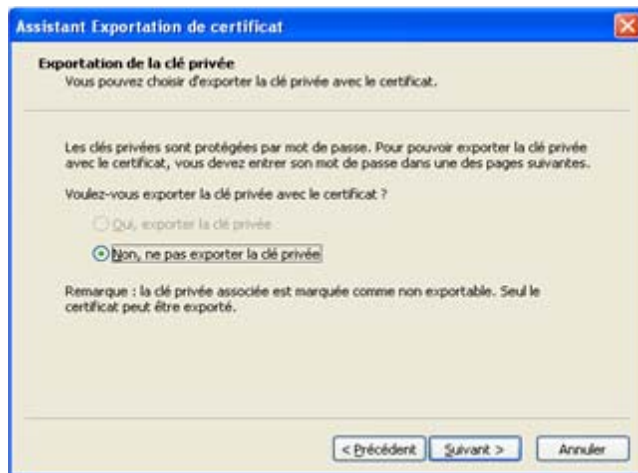 Assistant Exportation de certificat
Exportation de la clé privée
Vous pouvez choisir d'exporter la clé privée avec le certificat.
Les clés privées sont protégées par mot de passe. Pour pouvoir exporter la clé privée
avec le certificat, vous devez entrer son mot de passe dans une des pages suivantes.
Voulez-vous exporter la clé privée avec le certificat ?
Oui, exporter la clé privée
Non, ne pas exporter la clé privée
Remarque : la clé privée associée est marquée comme non exportable. Seul le
certificat peut être exporté.
< Précédent Suivant > Annuler